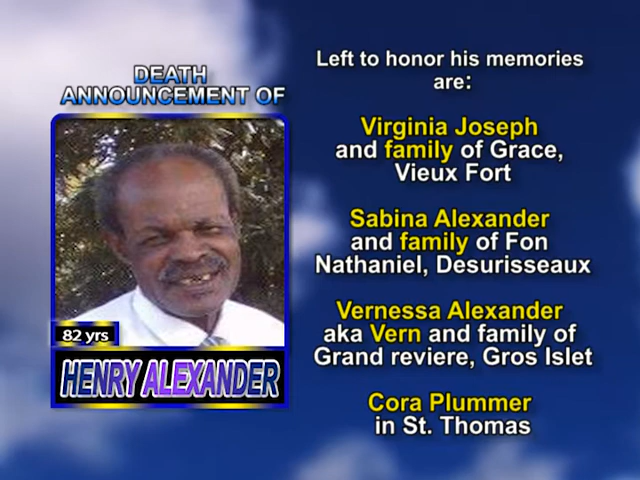 DEATH
ANNOUNCEMENT OF
82 yrs
HENRY ALEXANDER
Left to honor his memories
are:
Virginia Joseph
and family of Grace,
Vieux Fort
Sabina Alexander
and family of Fon
Nathaniel, Desurisseaux
Vernessa Alexander
aka Vern and family of
Grand reviere, Gros Islet
Cora Plummer
in St. Thomas